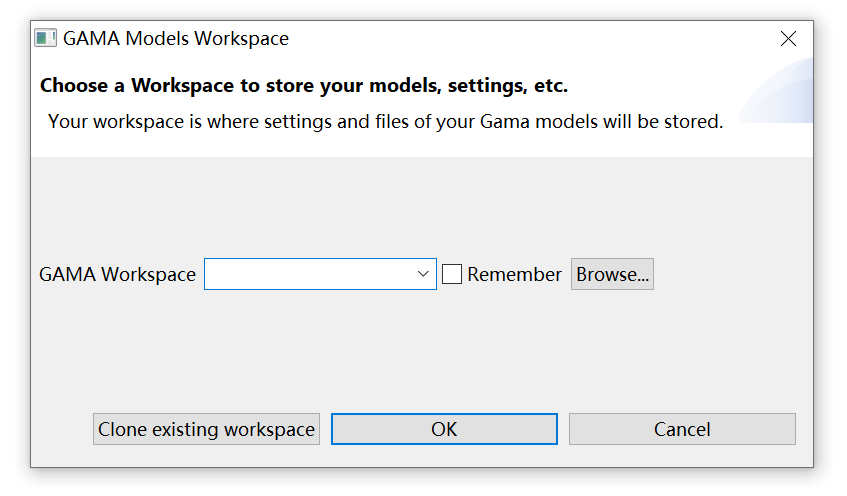 GAMA Models Workspace
Choose a Workspace to store your models, settings, etc.
Your workspace is where settings and files of your Gama models will be stored.
GAMA Workspace Remember Browse...
Clone existing workspace OK Cancel